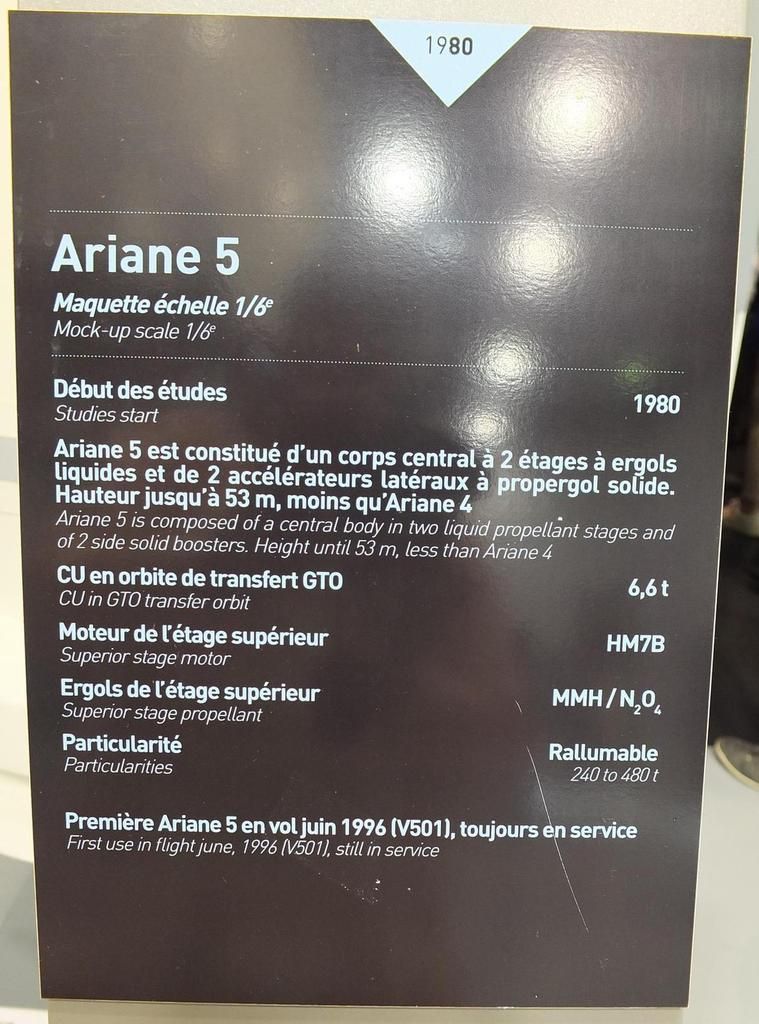 1980
Ariane 5
Maquette échelle 1/6ᵉ
Mock-up scale 1/6ᵉ
Début des études
1980
Studies start
Ariane 5 est constitué d'un corps central à 2 étages à ergols
liquides et de 2 accélérateurs latéraux à propergol solide.
Hauteur jusqu'à 53 m, moins qu'Ariane 4
Ariane 5 is composed of a central body in two liquid propellant stages and
of 2 side solid boosters. Height until 53 m, less than Ariane 4
CU en orbite de transfert GTO
6,6 t
CU in GTO transfer orbit
Moteur de l'étage supérieur
HM7B
Superior stage motor
Ergols de l'étage supérieur
MMH / N₂O₄
Superior stage propellant
Particularité
Rallumable
Particularities
240 to 480 t
Première Ariane 5 en vol juin 1996 (V501), toujours en service
First use in flight june, 1996 (V501), still in service